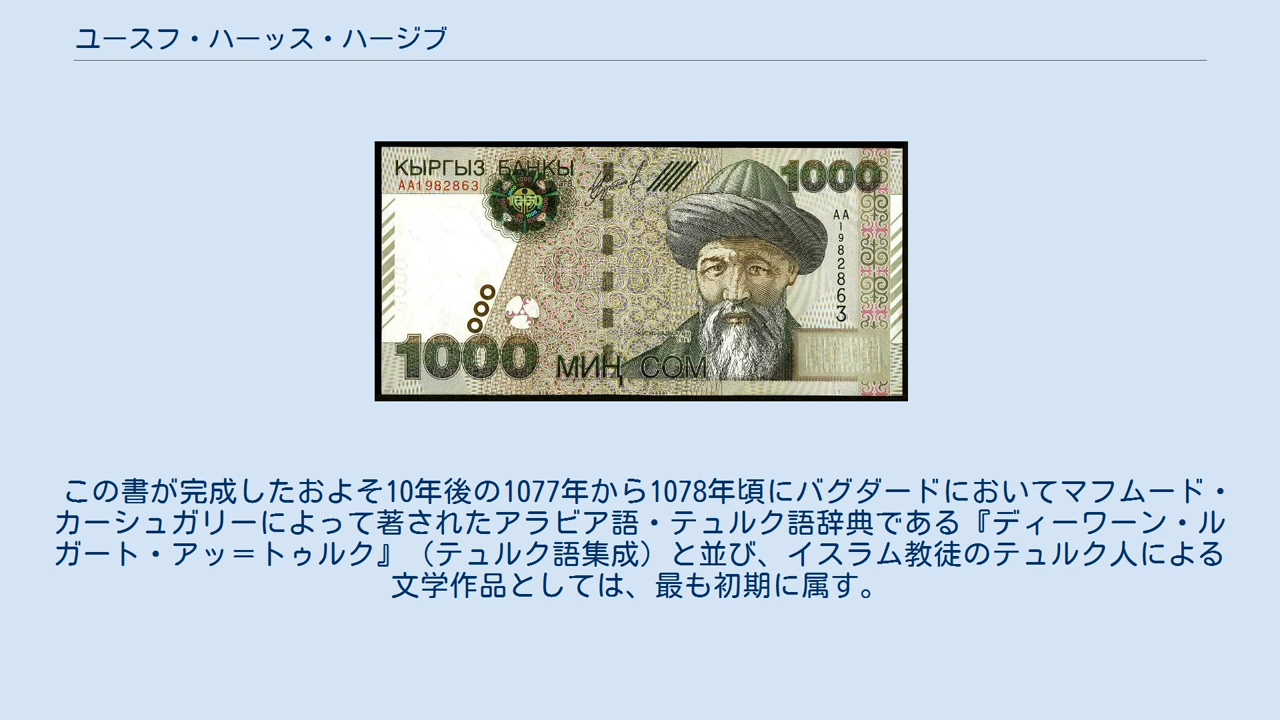 ユースフ・ハーッス・ハージブ
КЫРГЫЗ БАНКЫ
1000
AA1982863
AA
1982863
1000 МИҢ СОМ
この書が完成したおよそ10年後の1077年から1078年頃にバグダードにおいてマフムード・
カーシュガリーによって著されたアラビア語・テュルク語辞典である『ディーワーン・ル
ガート・アッ＝トゥルク』（テュルク語集成）と並び、イスラム教徒のテュルク人による
文学作品としては、最も初期に属す。